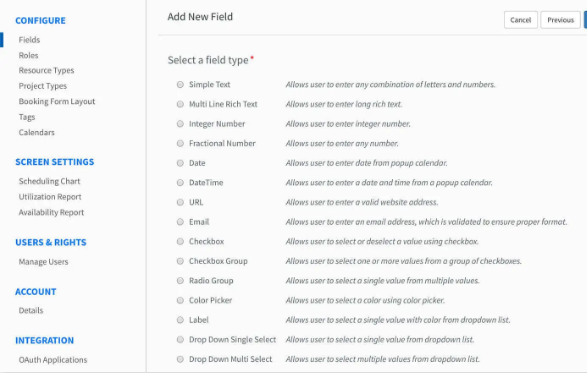 CONFIGURE
Fields
Roles
Resource Types
Project Types
Booking Form Layout
Tags
Calendars
SCREEN SETTINGS
Scheduling Chart
Utilization Report
Availability Report
USERS & RIGHTS
Manage Users
ACCOUNT
Details
INTEGRATION
OAuth Applications
Add New Field
Cancel Previous
Select a field type *
Simple Text Allows user to enter any combination of letters and numbers.
Multi Line Rich Text Allows user to enter long rich text.
Integer Number Allows user to enter integer number.
Fractional Number Allows user to enter any number.
Date Allows user to enter date from popup calendar.
DateTime Allows user to enter a date and time from a popup calendar.
URL Allows user to enter a valid website address.
Email Allows user to enter an email address, which is validated to ensure proper format.
Checkbox Allows user to select or deselect a value using checkbox.
Checkbox Group Allows user to select one or more values from a group of checkboxes.
Radio Group Allows user to select a single value from multiple values.
Color Picker Allows user to select a color using color picker.
Label Allows user to select a single value with color from dropdown list.
Drop Down Single Select Allows user to select a single value from dropdown list.
Drop Down Multi Select Allows user to select multiple values from dropdown list.